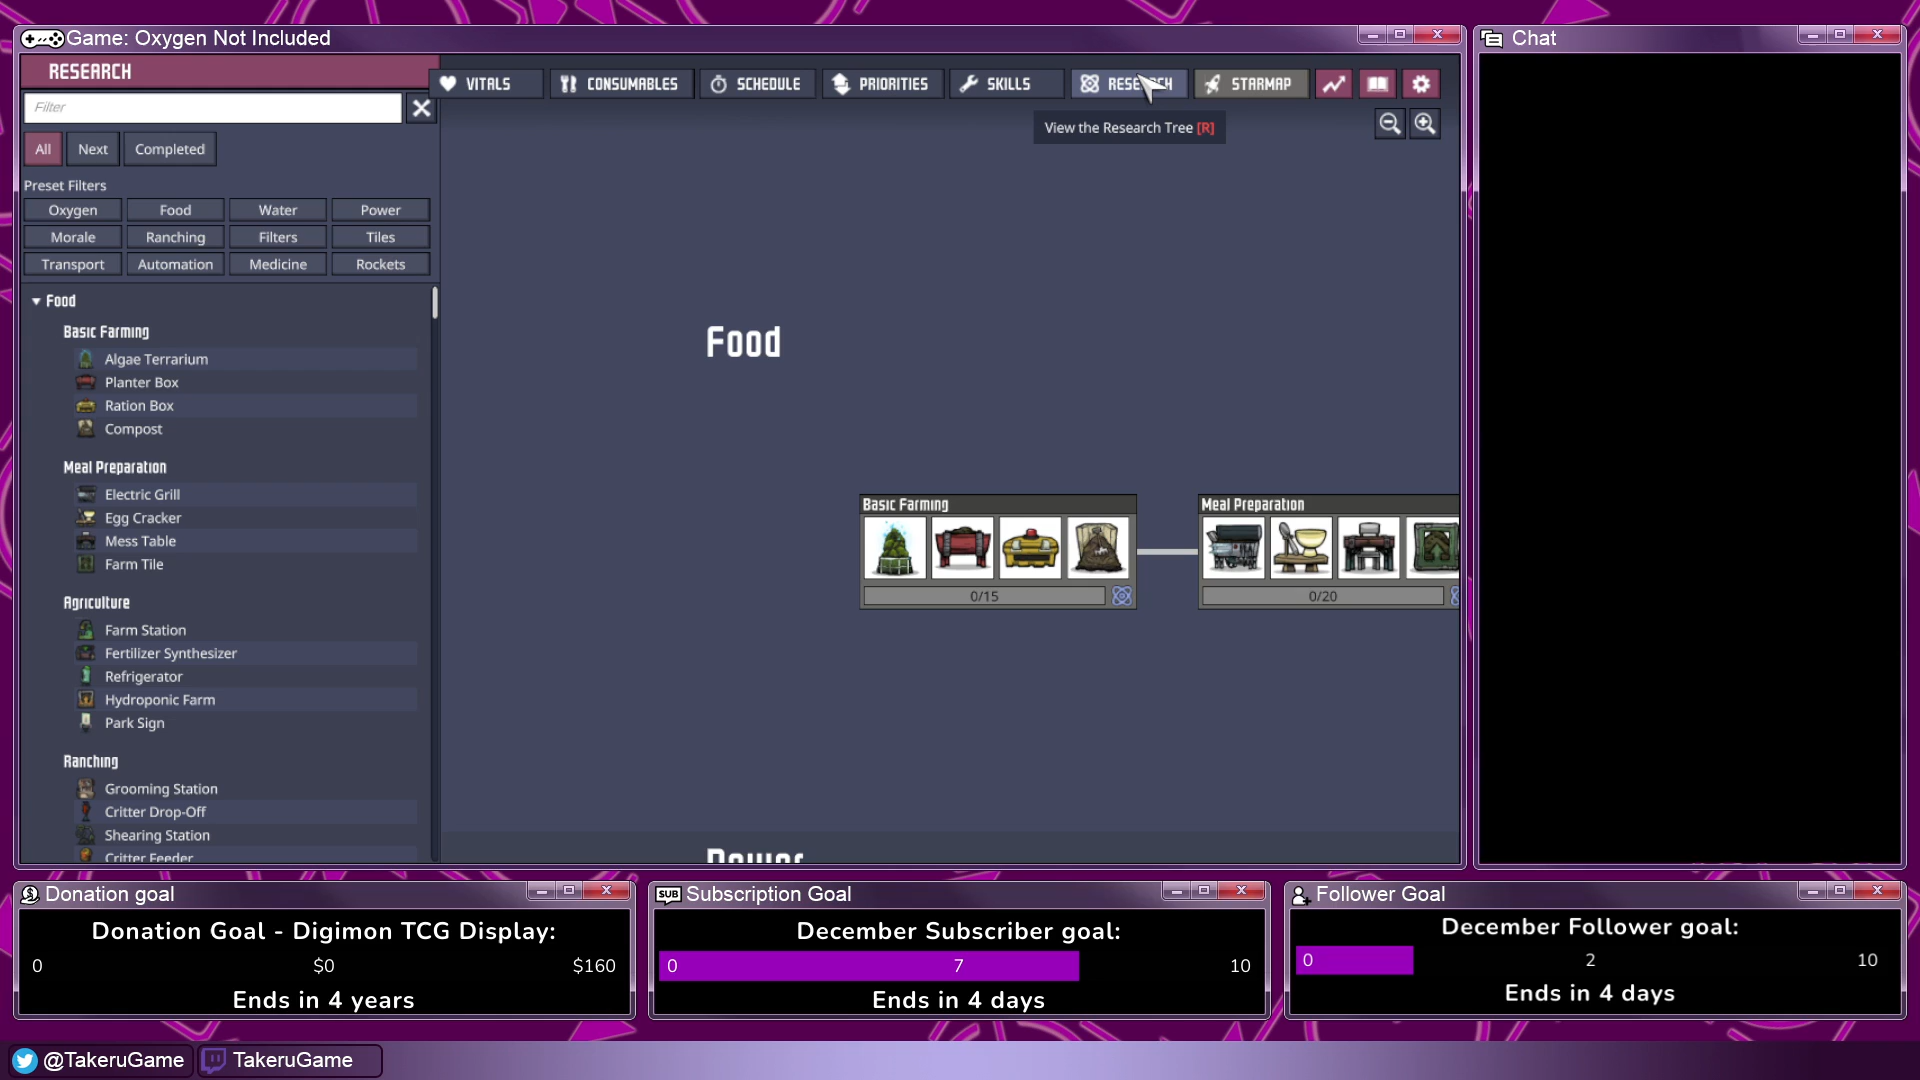 Game: Oxygen Not Included
RESEARCH
Filter
All
Next
Completed
Preset Filters
Oxygen
Food
Water
Power
Morale
Ranching
Filters
Tiles
Transport
Automation
Medicine
Rockets
Food
Basic Farming
Algae Terrarium
Planter Box
Ration Box
Compost
Meal Preparation
Electric Grill
Egg Cracker
Mess Table
Farm Tile
Agriculture
Farm Station
Fertilizer Synthesizer
Refrigerator
Hydroponic Farm
Park Sign
Ranching
Grooming Station
Critter Drop-Off
Shearing Station
Critter Feeder
VITALS
CONSUMABLES
SCHEDULE
PRIORITIES
SKILLS
RESEARCH
STARMAP
View the Research Tree [R]
Food
Basic Farming
0/15
Meal Preparation
0/20
Power
Chat
Donation goal
Donation Goal - Digimon TCG Display:
0
$0
$160
Ends in 4 years
SUB
Subscription Goal
December Subscriber goal:
0
7
10
Ends in 4 days
Follower Goal
December Follower goal:
0
2
10
Ends in 4 days
@TakeruGame
TakeruGame